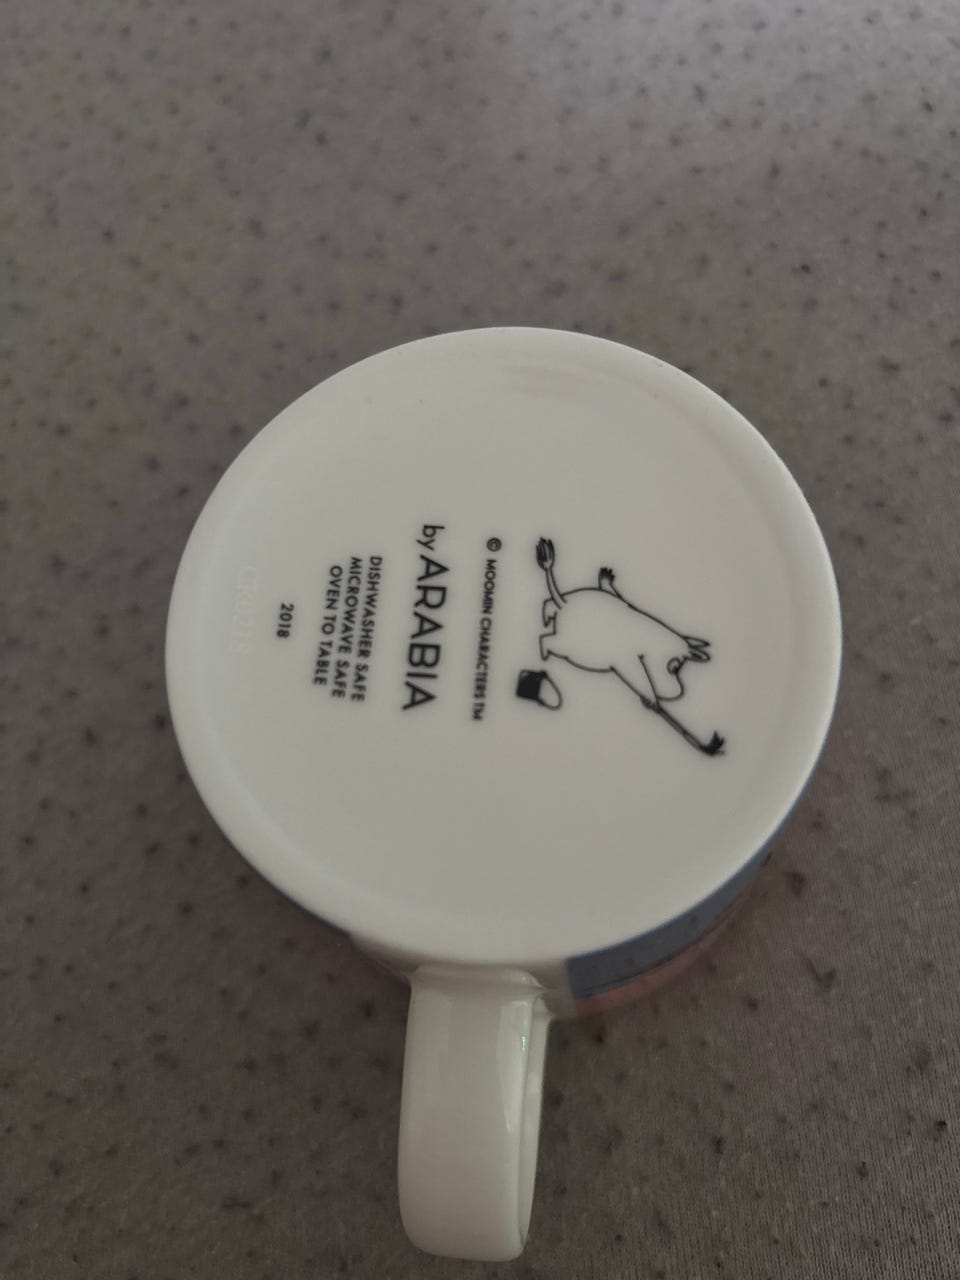 © MOOMIN CHARACTERS TM
by ARABIA
DISHWASHER SAFE
MICROWAVE SAFE
OVEN TO TABLE
2018